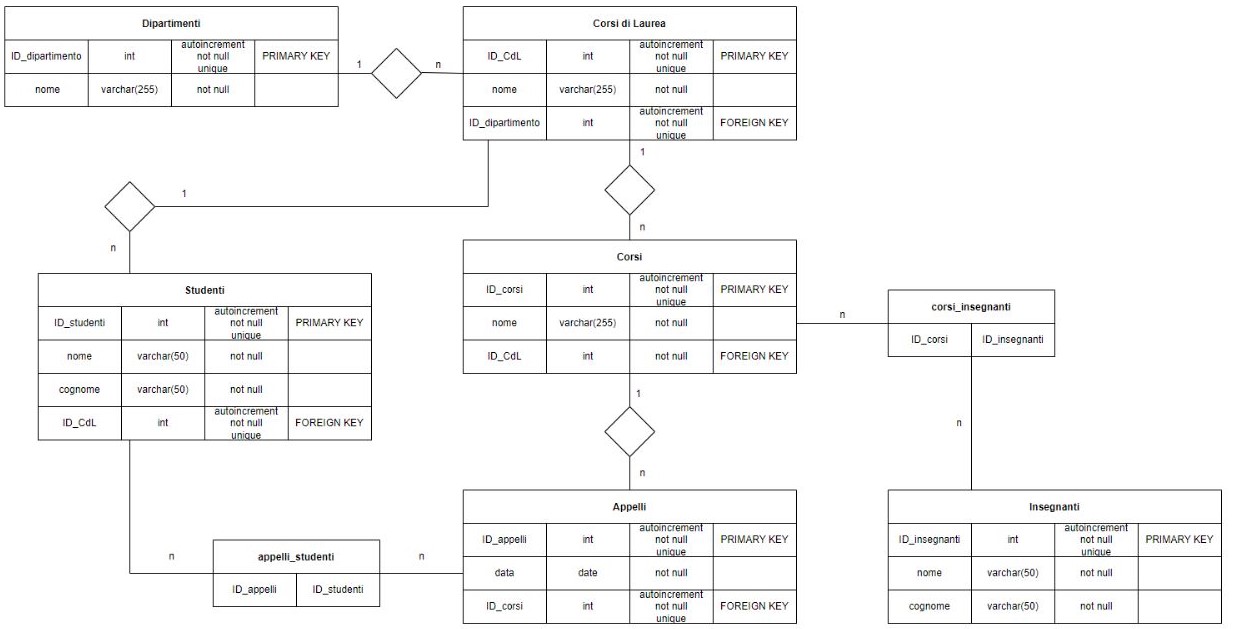 Dipartimenti
ID_dipartimento int autoincrement not null unique PRIMARY KEY
nome varchar(255) not null
1
n
Corsi di Laurea
ID_CdL int autoincrement not null unique PRIMARY KEY
nome varchar(255) not null
ID_dipartimento int autoincrement not null unique FOREIGN KEY
1
n
1
n
Studenti
ID_studenti int autoincrement not null unique PRIMARY KEY
nome varchar(50) not null
cognome varchar(50) not null
ID_CdL int autoincrement not null unique FOREIGN KEY
Corsi
ID_corsi int autoincrement not null unique PRIMARY KEY
nome varchar(255) not null
ID_CdL int not null FOREIGN KEY
n
corsi_insegnanti
ID_corsi ID_insegnanti
1
n
n
n
appelli_studenti
ID_appelli ID_studenti
n
Appelli
ID_appelli int autoincrement not null unique PRIMARY KEY
data date not null
ID_corsi int autoincrement not null unique FOREIGN KEY
Insegnanti
ID_insegnanti int autoincrement not null unique PRIMARY KEY
nome varchar(50) not null
cognome varchar(50) not null